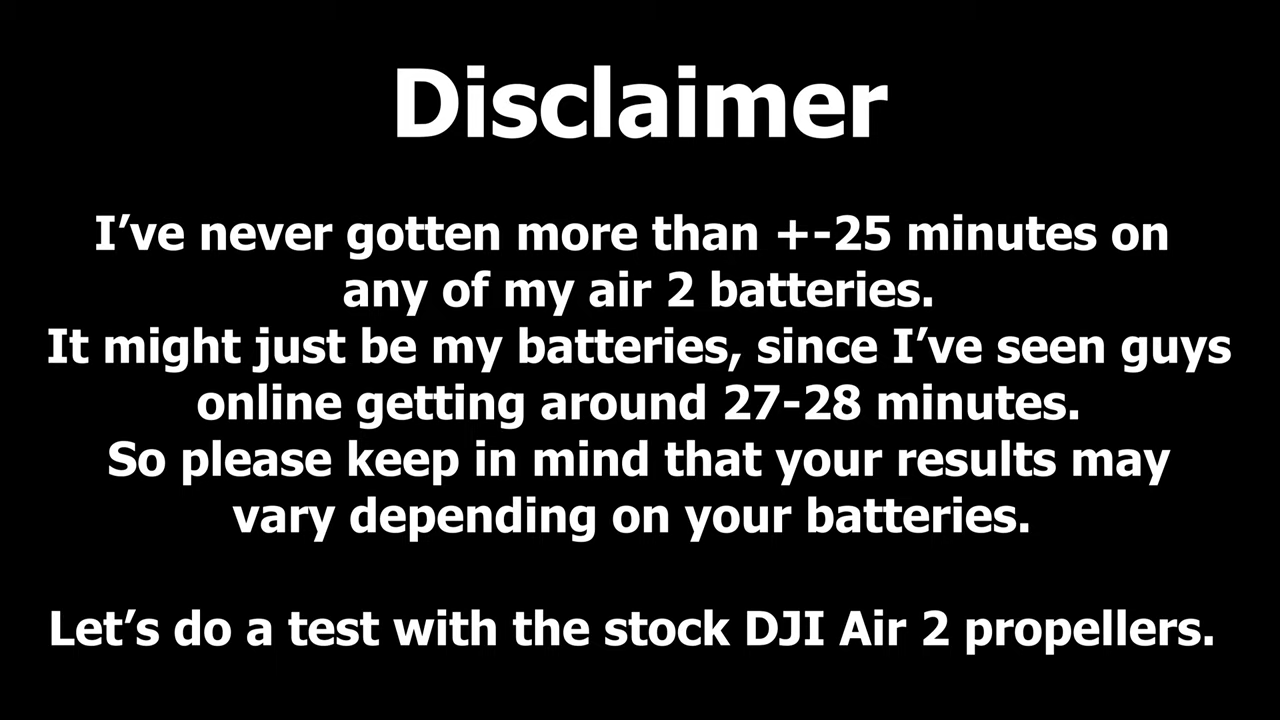 Disclaimer
I’ve never gotten more than +-25 minutes on
any of my air 2 batteries.
It might just be my batteries, since I’ve seen guys
online getting around 27-28 minutes.
So please keep in mind that your results may
vary depending on your batteries.
Let’s do a test with the stock DJI Air 2 propellers.